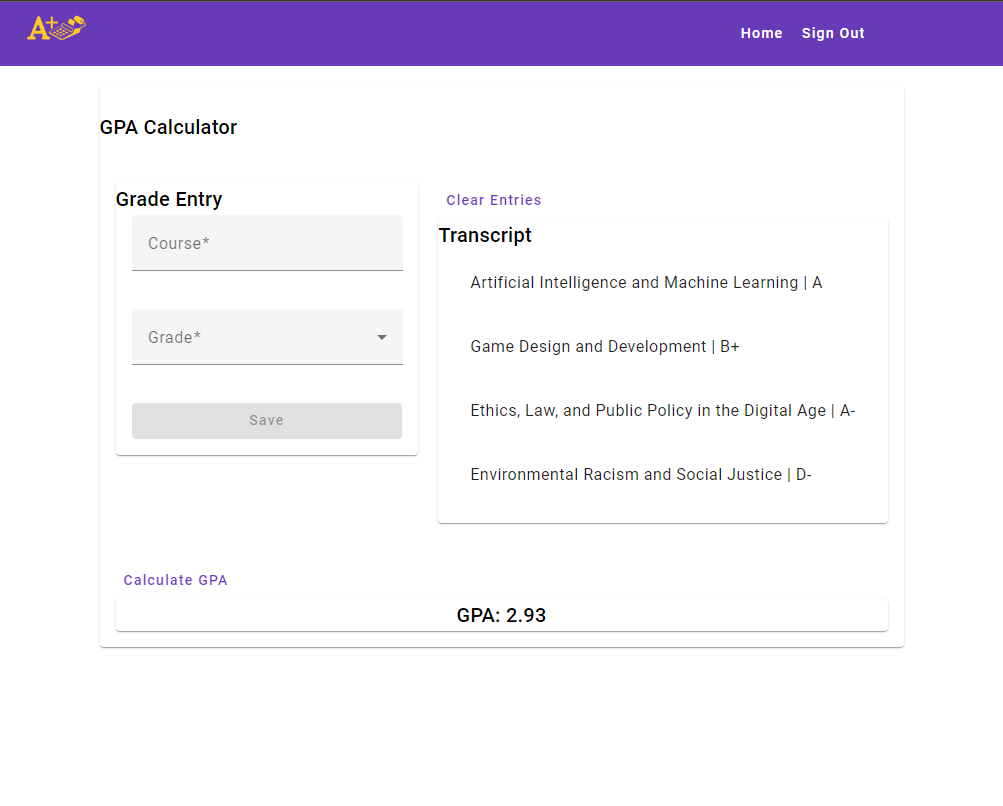 A+
Home Sign Out
GPA Calculator
Grade Entry
Course*
Grade*
Save
Clear Entries
Transcript
Artificial Intelligence and Machine Learning | A
Game Design and Development | B+
Ethics, Law, and Public Policy in the Digital Age | A-
Environmental Racism and Social Justice | D-
Calculate GPA
GPA: 2.93